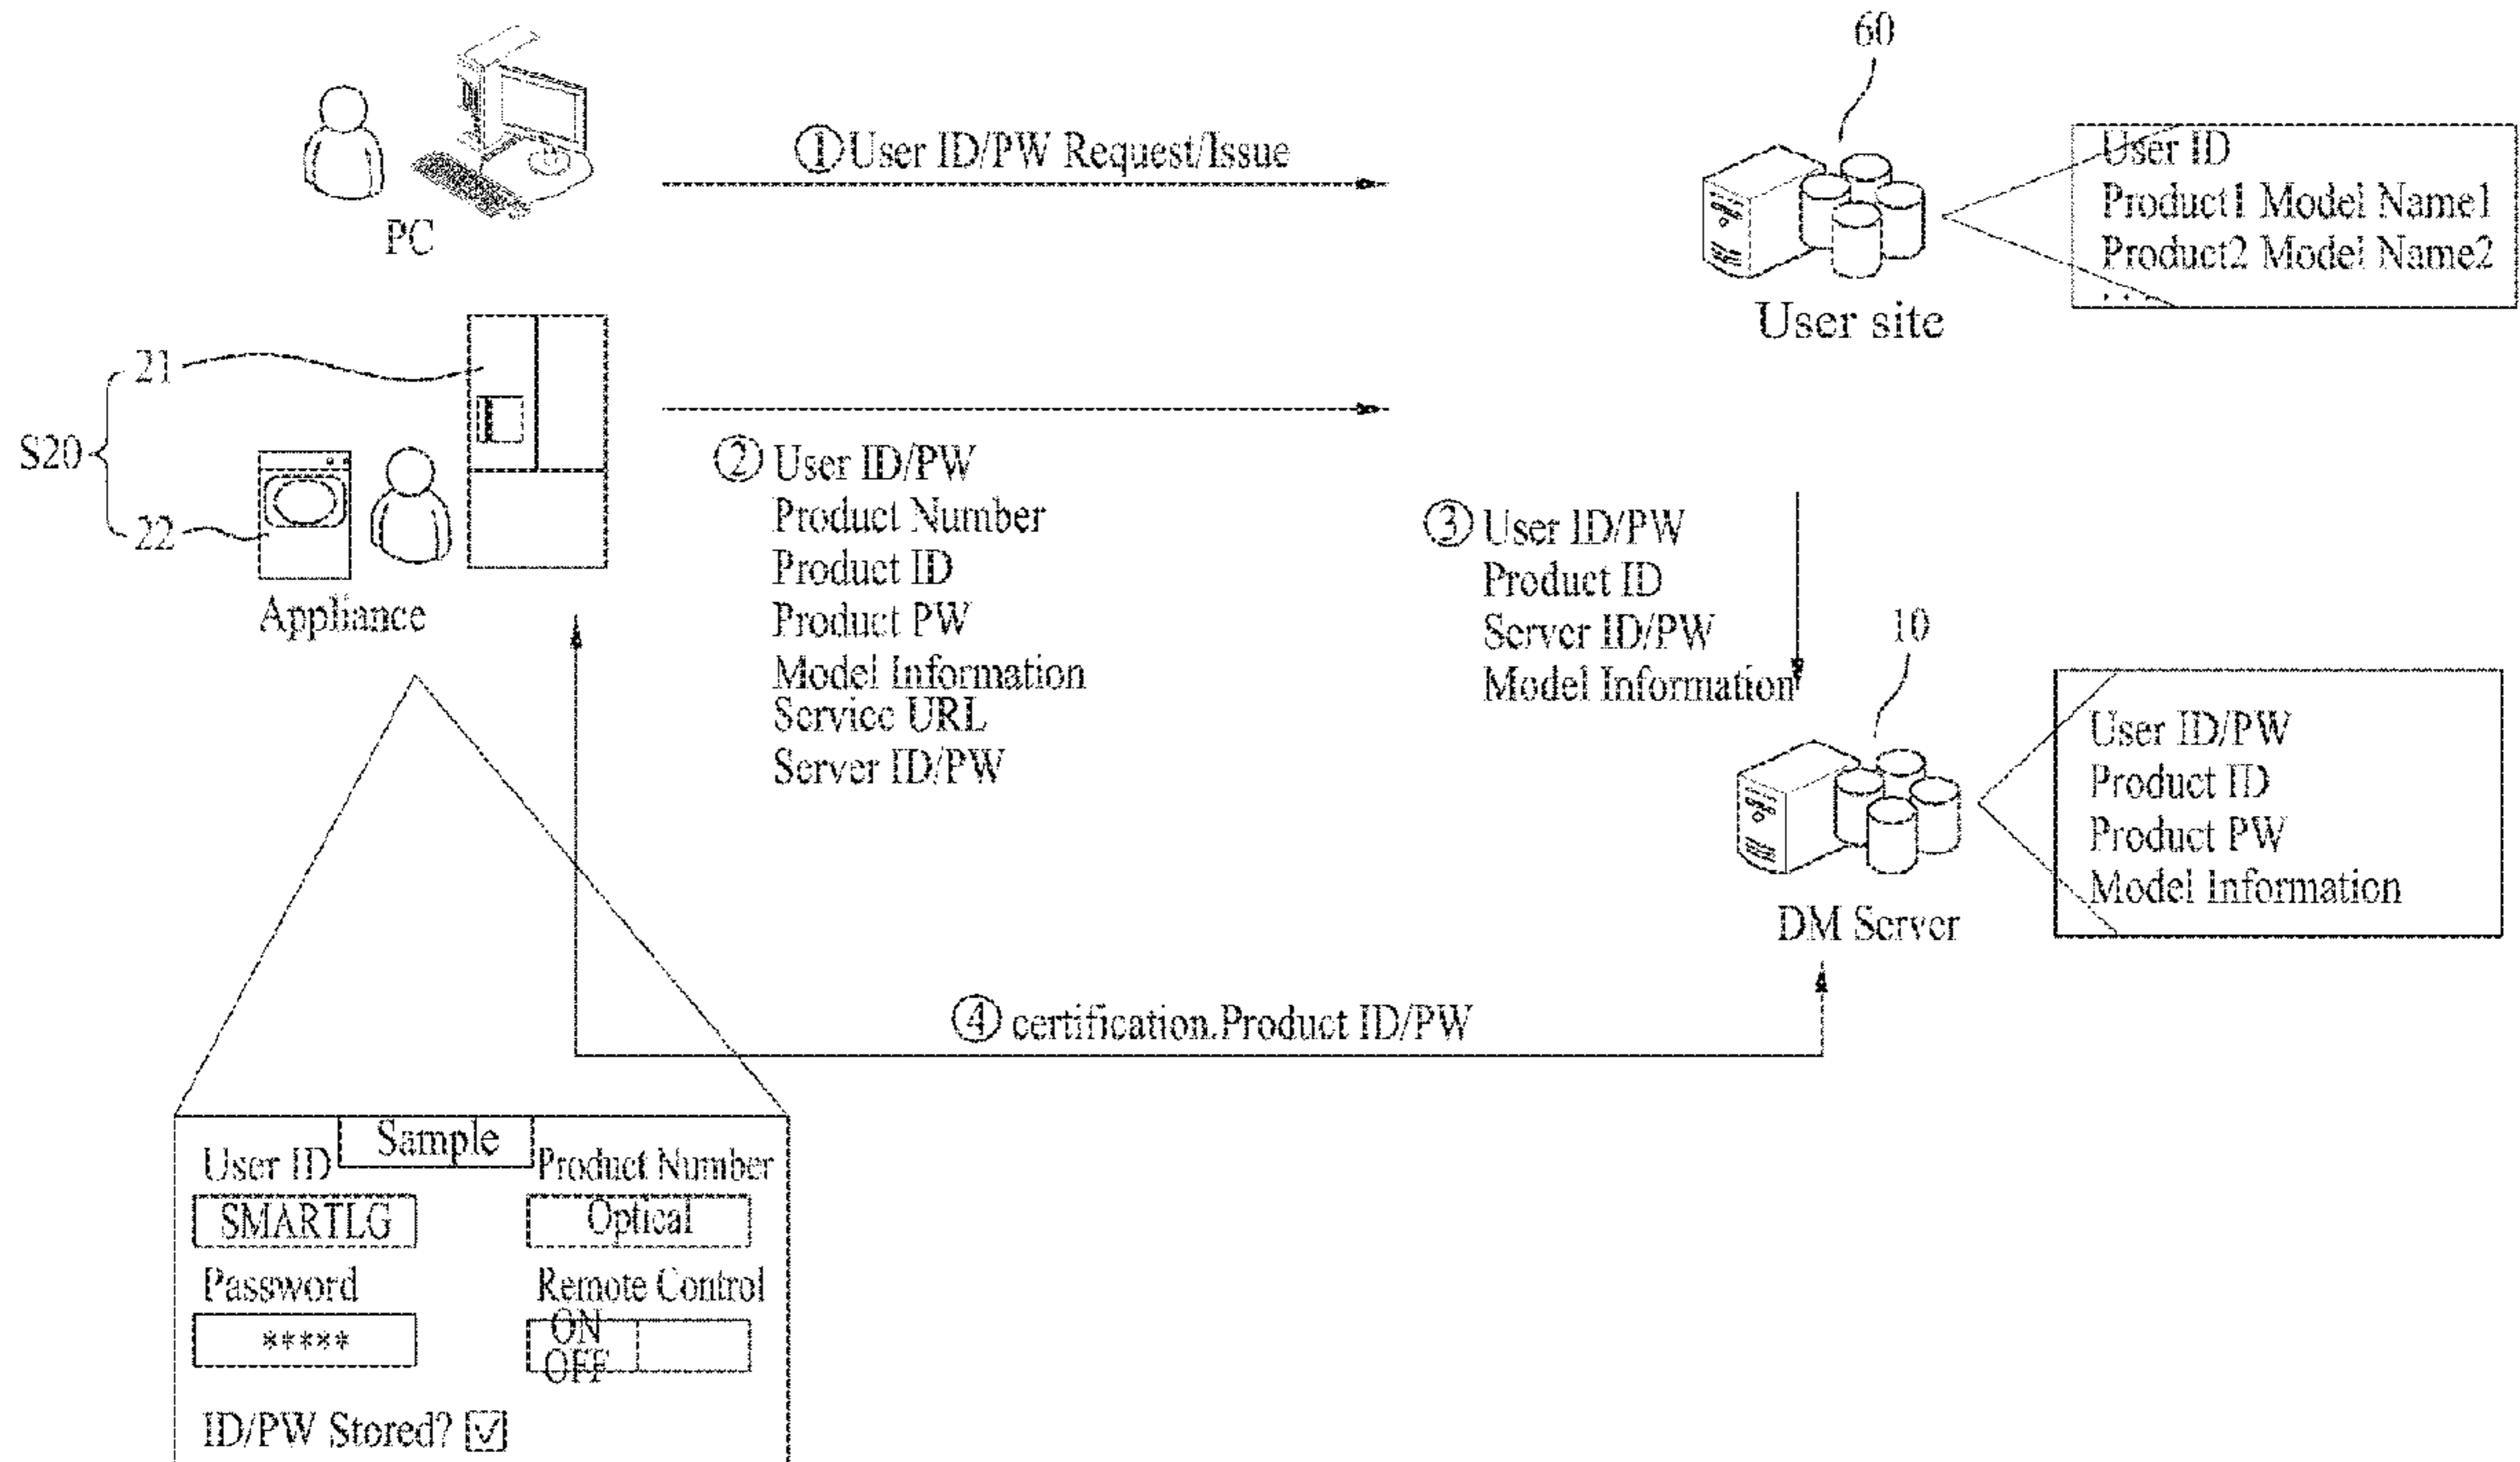 60
①User ID/PW Request/Issue
PC
User ID
Product1 Model Name1
Product2 Model Name2
...
User site
S20
21
22
Appliance
② User ID/PW
Product Number
Product ID
Product PW
Model Information
Service URL
Server ID/PW
③ User ID/PW
Product ID
Server ID/PW
Model Information
10
User ID/PW
Product ID
Product PW
Model Information
DM Server
④ certification.Product ID/PW
Sample
User ID
Product Number
SMARTLG
Optical
Password
Remote Control
*****
ON
OFF
ID/PW Stored?